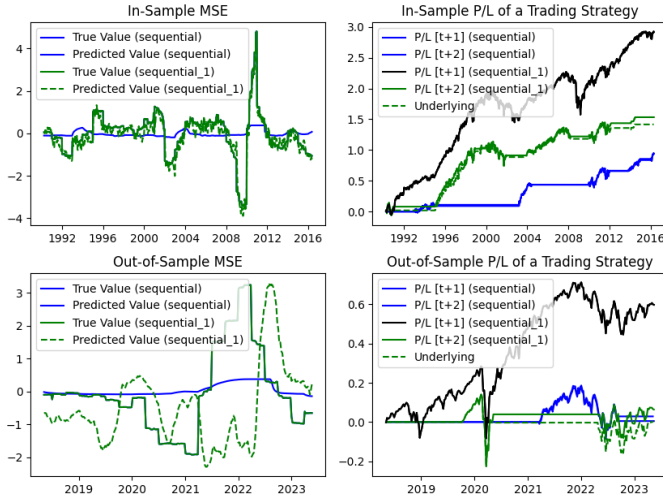 In-Sample MSE
True Value (sequential)
Predicted Value (sequential)
True Value (sequential_1)
Predicted Value (sequential_1)
4
2
0
−2
−4
1992
1996
2000
2004
2008
2012
2016
In-Sample P/L of a Trading Strategy
P/L [t+1] (sequential)
P/L [t+2] (sequential)
P/L [t+1] (sequential_1)
P/L [t+2] (sequential_1)
Underlying
3.0
2.5
2.0
1.5
1.0
0.5
0.0
1992
1996
2000
2004
2008
2012
2016
Out-of-Sample MSE
True Value (sequential)
Predicted Value (sequential)
True Value (sequential_1)
Predicted Value (sequential_1)
3
2
1
0
−1
−2
2019
2020
2021
2022
2023
Out-of-Sample P/L of a Trading Strategy
P/L [t+1] (sequential)
P/L [t+2] (sequential)
P/L [t+1] (sequential_1)
P/L [t+2] (sequential_1)
Underlying
0.6
0.4
0.2
0.0
−0.2
2019
2020
2021
2022
2023